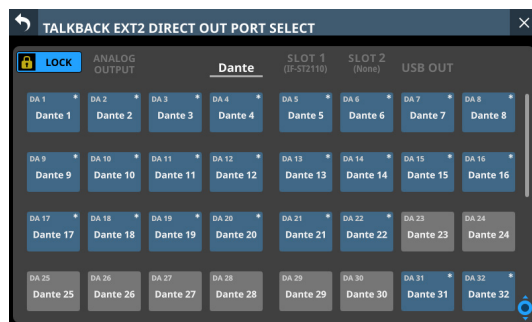 TALKBACK EXT2 DIRECT OUT PORT SELECT
LOCK
ANALOG
OUTPUT
Dante
SLOT 1
(IF-ST2110)
SLOT 2
(None)
USB OUT
DA 1 * DA 2 * DA 3 * DA 4 * DA 5 * DA 6 * DA 7 * DA 8 *
Dante 1 Dante 2 Dante 3 Dante 4 Dante 5 Dante 6 Dante 7 Dante 8
DA 9 * DA 10 * DA 11 * DA 12 * DA 13 * DA 14 * DA 15 * DA 16 *
Dante 9 Dante 10 Dante 11 Dante 12 Dante 13 Dante 14 Dante 15 Dante 16
DA 17 * DA 18 * DA 19 * DA 20 * DA 21 * DA 22 * DA 23 DA 24
Dante 17 Dante 18 Dante 19 Dante 20 Dante 21 Dante 22 Dante 23 Dante 24
DA 25 DA 26 DA 27 DA 28 DA 29 DA 30 DA 31 * DA 32 *
Dante 25 Dante 26 Dante 27 Dante 28 Dante 29 Dante 30 Dante 31 Dante 32